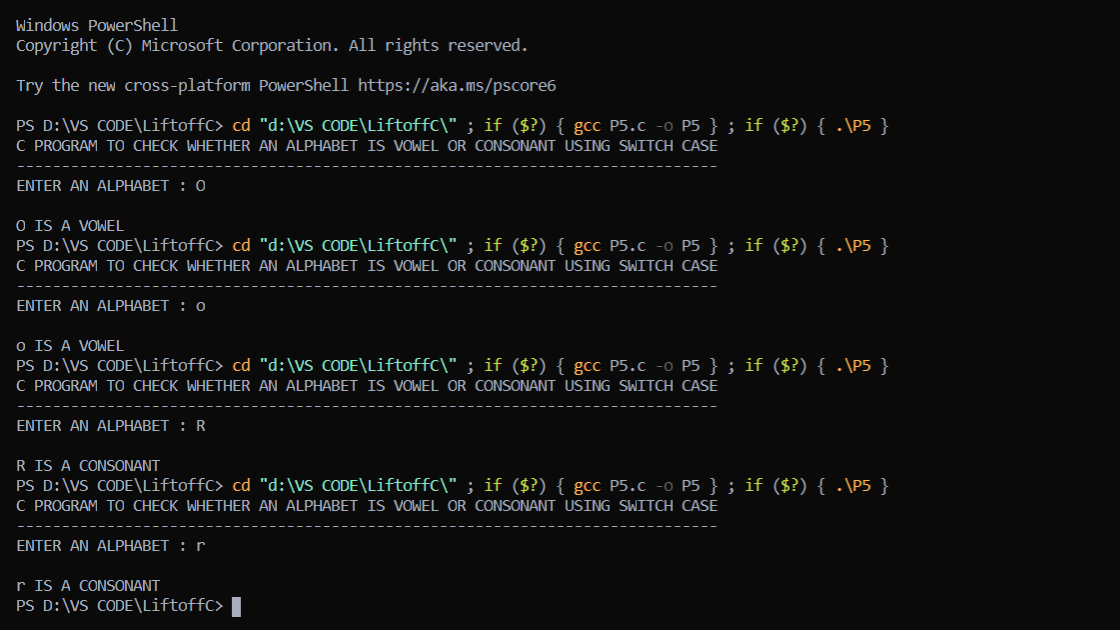 Windows PowerShell
Copyright (C) Microsoft Corporation. All rights reserved.
Try the new cross-platform PowerShell https://aka.ms/pscore6
PS D:\VS CODE\LiftoffC> cd "d:\VS CODE\LiftoffC\" ; if ($?) { gcc P5.c -o P5 } ; if ($?) { .\P5 }
C PROGRAM TO CHECK WHETHER AN ALPHABET IS VOWEL OR CONSONANT USING SWITCH CASE
------------------------------------------------------------------------------
ENTER AN ALPHABET : O
O IS A VOWEL
PS D:\VS CODE\LiftoffC> cd "d:\VS CODE\LiftoffC\" ; if ($?) { gcc P5.c -o P5 } ; if ($?) { .\P5 }
C PROGRAM TO CHECK WHETHER AN ALPHABET IS VOWEL OR CONSONANT USING SWITCH CASE
------------------------------------------------------------------------------
ENTER AN ALPHABET : o
o IS A VOWEL
PS D:\VS CODE\LiftoffC> cd "d:\VS CODE\LiftoffC\" ; if ($?) { gcc P5.c -o P5 } ; if ($?) { .\P5 }
C PROGRAM TO CHECK WHETHER AN ALPHABET IS VOWEL OR CONSONANT USING SWITCH CASE
------------------------------------------------------------------------------
ENTER AN ALPHABET : R
R IS A CONSONANT
PS D:\VS CODE\LiftoffC> cd "d:\VS CODE\LiftoffC\" ; if ($?) { gcc P5.c -o P5 } ; if ($?) { .\P5 }
C PROGRAM TO CHECK WHETHER AN ALPHABET IS VOWEL OR CONSONANT USING SWITCH CASE
------------------------------------------------------------------------------
ENTER AN ALPHABET : r
r IS A CONSONANT
PS D:\VS CODE\LiftoffC>